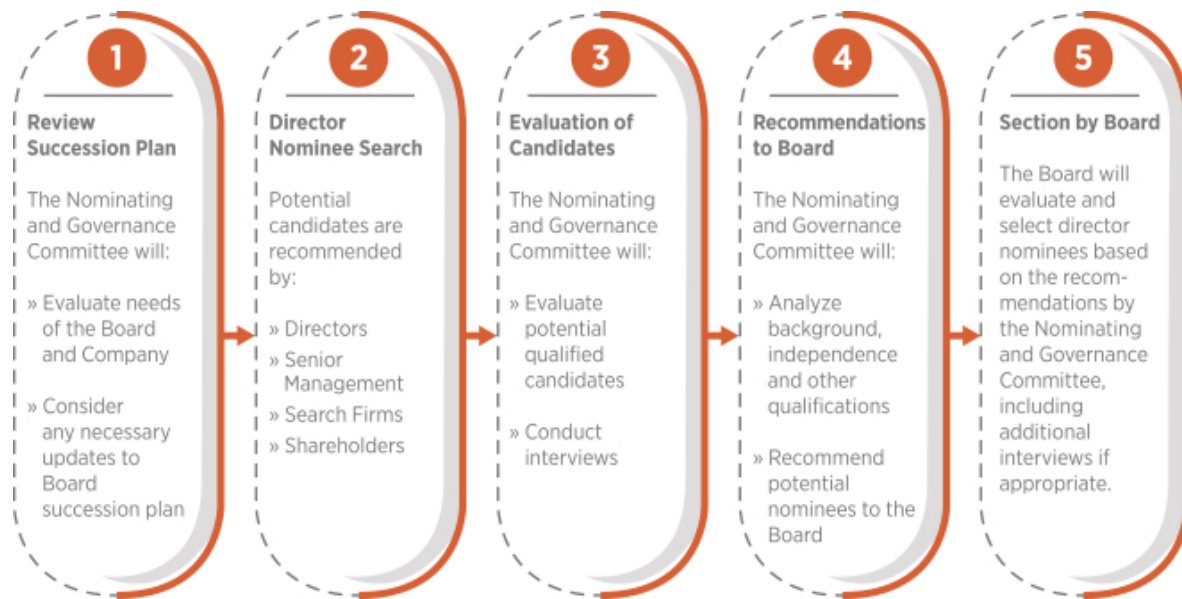 1
Review
Succession Plan
The Nominating
and Governance
Committee will:
» Evaluate needs
of the Board
and Company
» Consider
any necessary
updates to
Board
succession plan
2
Director
Nominee Search
Potential
candidates are
recommended
by:
» Directors
» Senior
Management
» Search Firms
» Shareholders
3
Evaluation of
Candidates
The Nominating
and Governance
Committee will:
» Evaluate
potential
qualified
candidates
» Conduct
interviews
4
Recommendations
to Board
The Nominating
and Governance
Committee will:
» Analyze
background,
independence
and other
qualifications
» Recommend
potential
nominees to the
Board
5
Section by Board
The Board will
evaluate and
select director
nominees based
on the recom-
mendations by
the Nominating
and Governance
Committee,
including
additional
interviews if
appropriate.